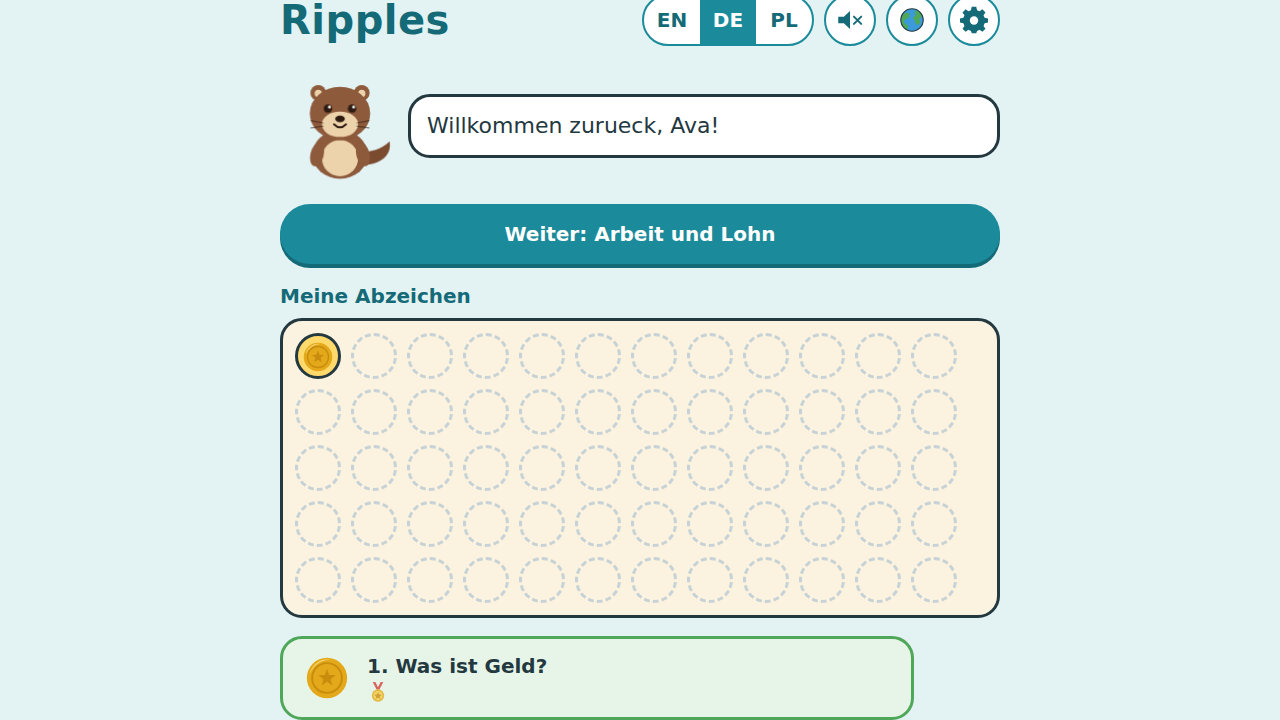 Ripples
EN DE PL
Willkommen zurueck, Ava!
Weiter: Arbeit und Lohn
Meine Abzeichen
1. Was ist Geld?